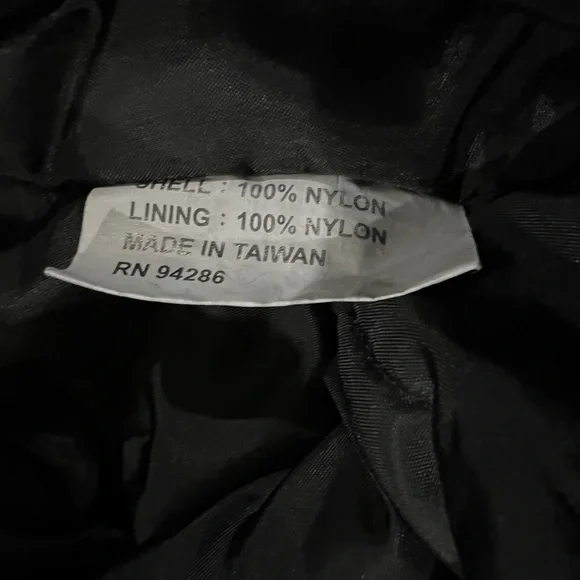 SHELL : 100% NYLON
LINING : 100% NYLON
MADE IN TAIWAN
RN 94286